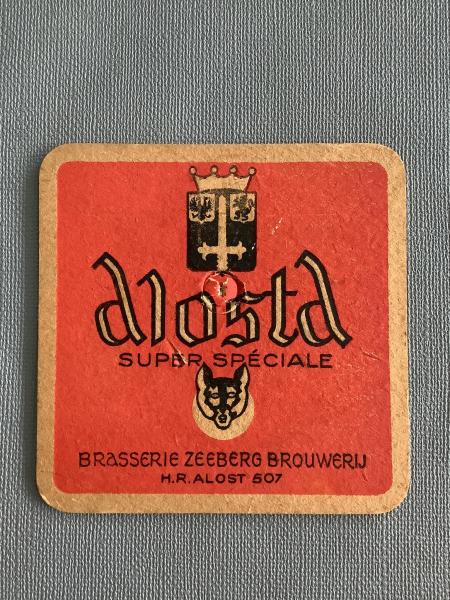 alosta
SUPER SPÉCIALE
BRASSERIE ZEEBERG BROUWERIJ
H.R. ALOST 507